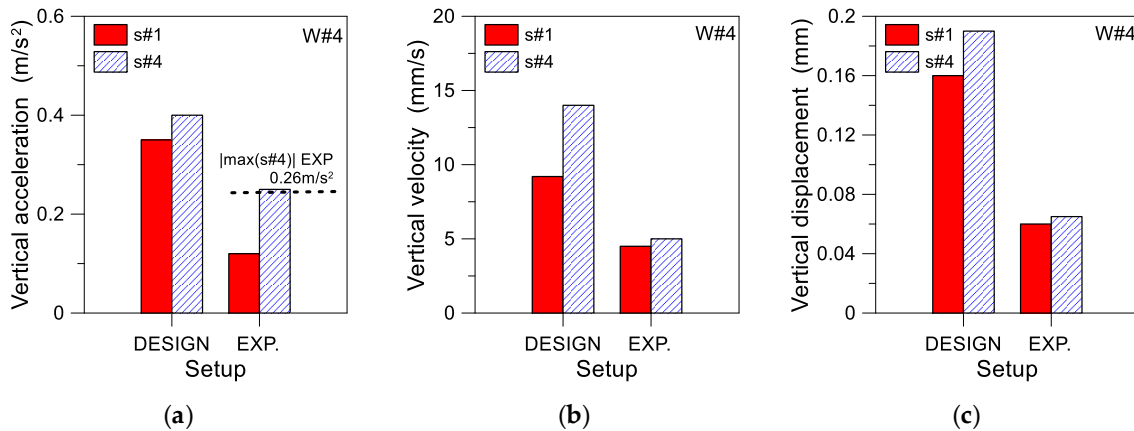 0.6
0.4
0.2
0
Vertical acceleration (m/s²)
s#1
s#4
W#4
|max(s#4)| EXP
0.26m/s²
DESIGN EXP.
Setup
(a)
20
15
10
5
0
Vertical velocity (mm/s)
s#1
s#4
W#4
DESIGN EXP.
Setup
(b)
0.2
0.16
0.12
0.08
0.04
0
Vertical displacement (mm)
s#1
s#4
W#4
DESIGN EXP.
Setup
(c)